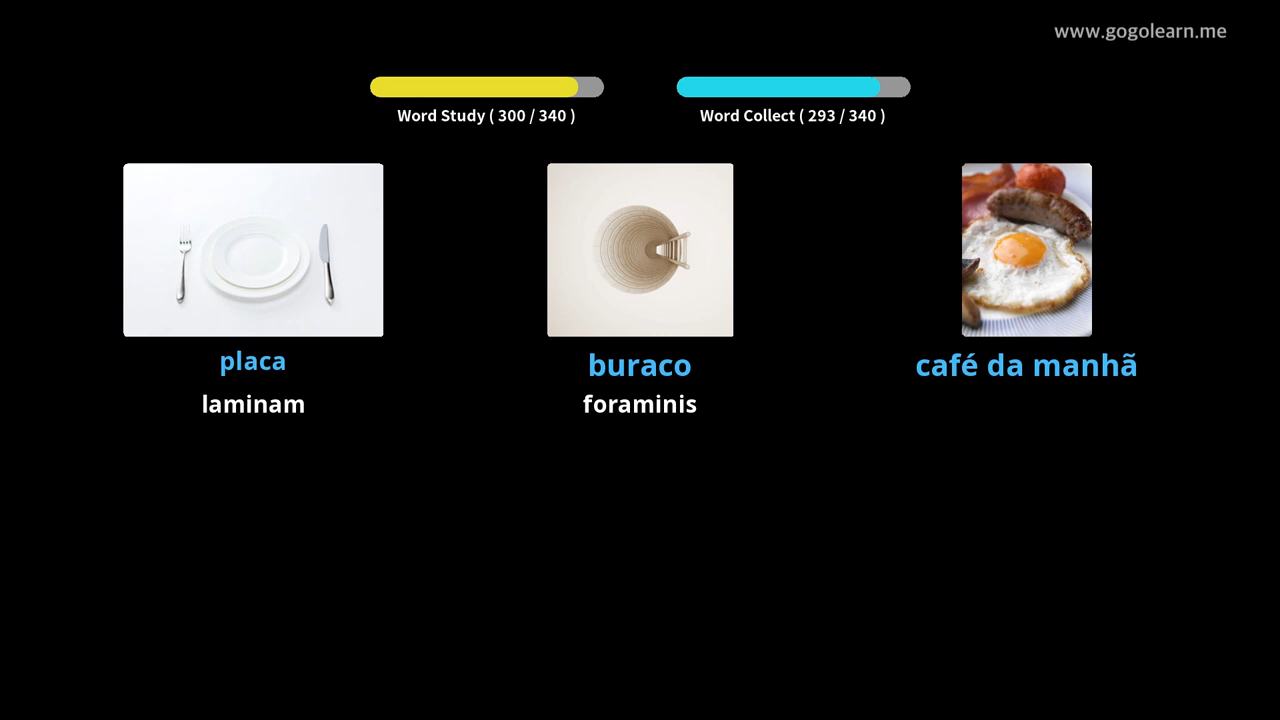 www.gogolearn.me
Word Study ( 300 / 340 )
Word Collect ( 293 / 340 )
placa
buraco
café da manhã
laminam
foraminis